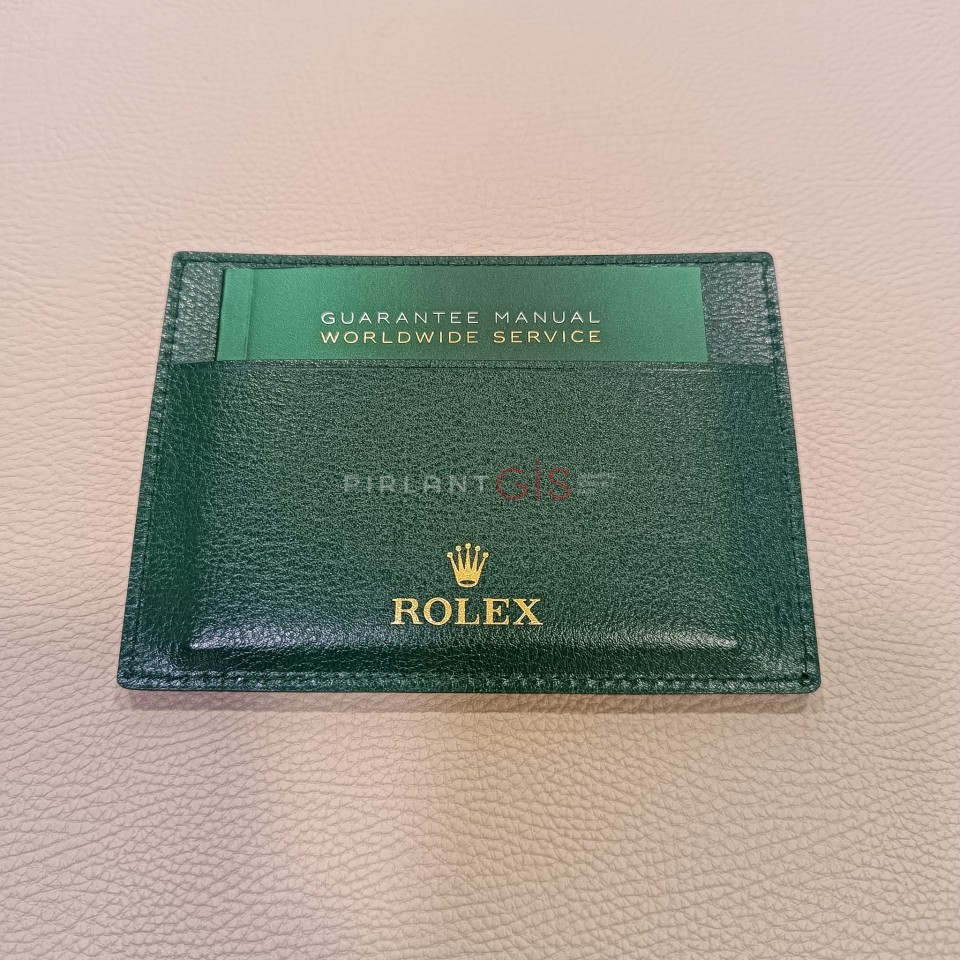 GUARANTEE MANUAL
WORLDWIDE SERVICE
PIRLANTGİS
ROLEX